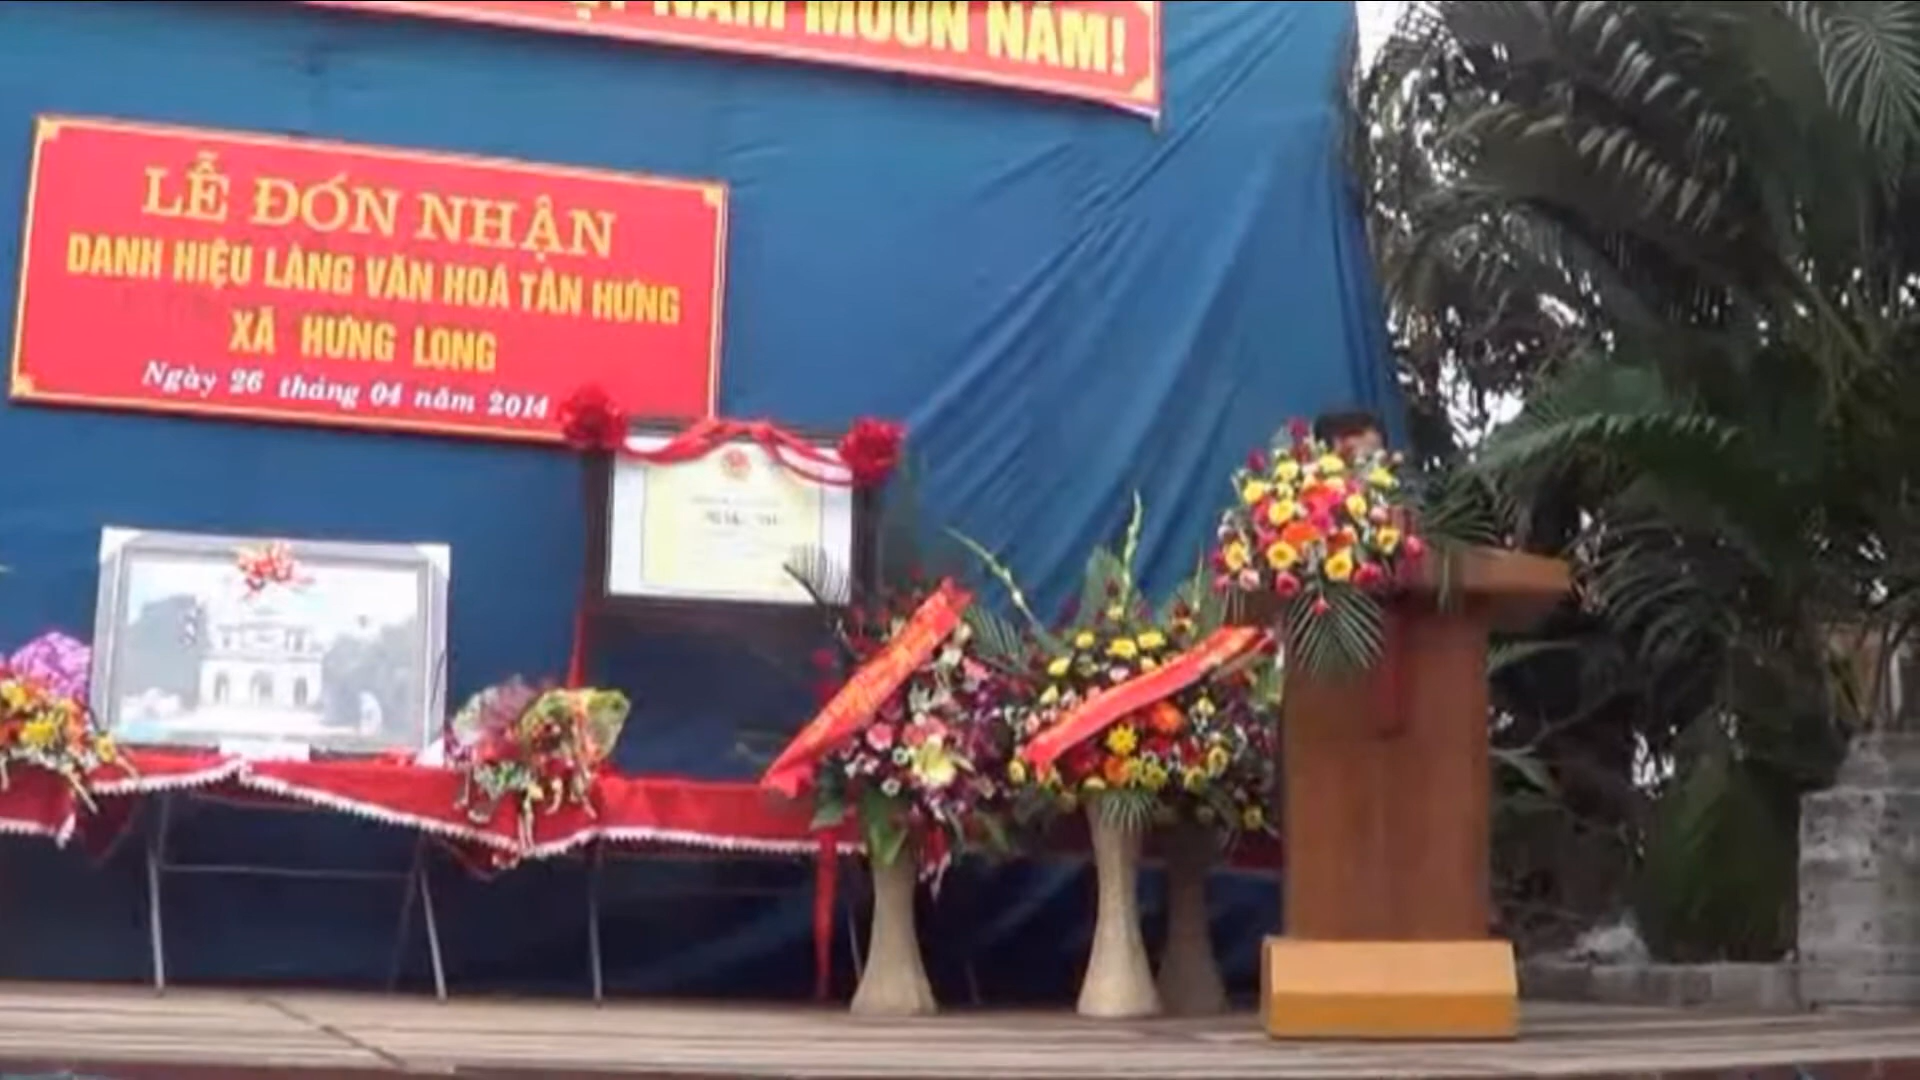 NAM MUÔN NĂM!
LỄ ĐÓN NHẬN
DANH HIỆU LÀNG VĂN HOÁ TÂN HƯNG
XÃ HƯNG LONG
Ngày 26 tháng 04 năm 2014